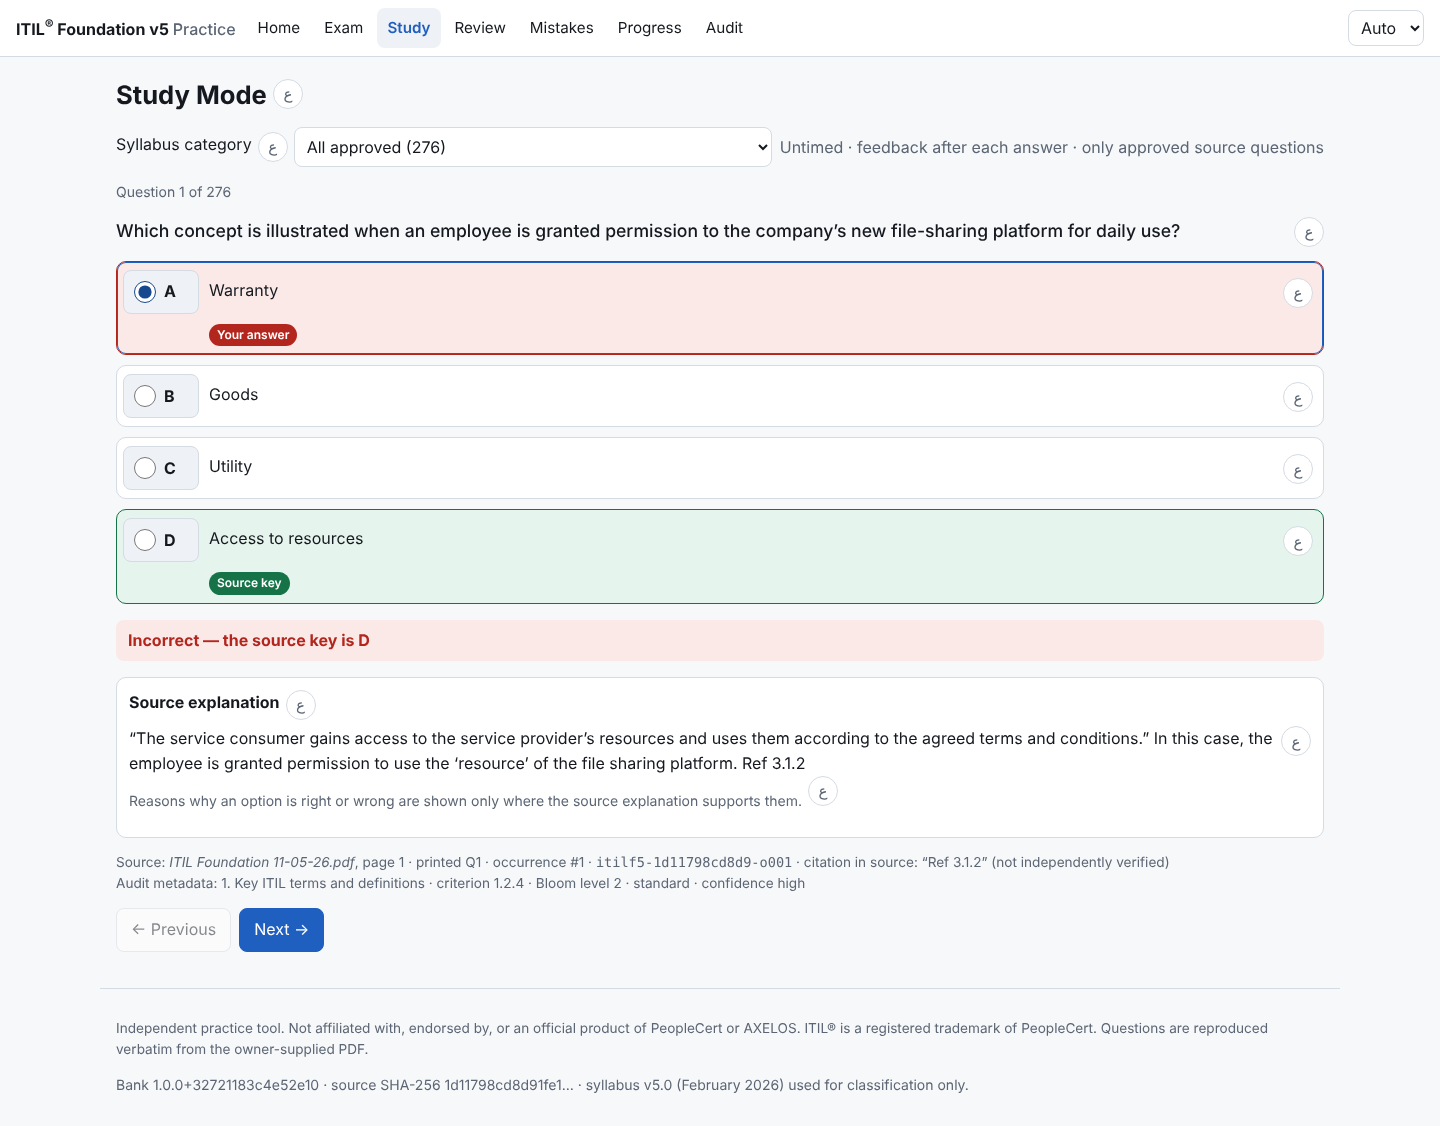 ITIL® Foundation v5 Practice Home Exam Study Review Mistakes Progress Audit Auto
Study Mode ع
Syllabus category ع All approved (276) Untimed · feedback after each answer · only approved source questions
Question 1 of 276
Which concept is illustrated when an employee is granted permission to the company’s new file-sharing platform for daily use? ع
A Warranty ع
Your answer
B Goods ع
C Utility ع
D Access to resources ع
Source key
Incorrect — the source key is D
Source explanation ع
“The service consumer gains access to the service provider’s resources and uses them according to the agreed terms and conditions.” In this case, the ع
employee is granted permission to use the ‘resource’ of the file sharing platform. Ref 3.1.2
Reasons why an option is right or wrong are shown only where the source explanation supports them. ع
Source: ITIL Foundation 11-05-26.pdf, page 1 · printed Q1 · occurrence #1 · itilf5-1d11798cd8d9-o001 · citation in source: “Ref 3.1.2” (not independently verified)
Audit metadata: 1. Key ITIL terms and definitions · criterion 1.2.4 · Bloom level 2 · standard · confidence high
← Previous Next →
Independent practice tool. Not affiliated with, endorsed by, or an official product of PeopleCert or AXELOS. ITIL® is a registered trademark of PeopleCert. Questions are reproduced
verbatim from the owner-supplied PDF.
Bank 1.0.0+32721183c4e52e10 · source SHA-256 1d11798cd8d91fe1… · syllabus v5.0 (February 2026) used for classification only.